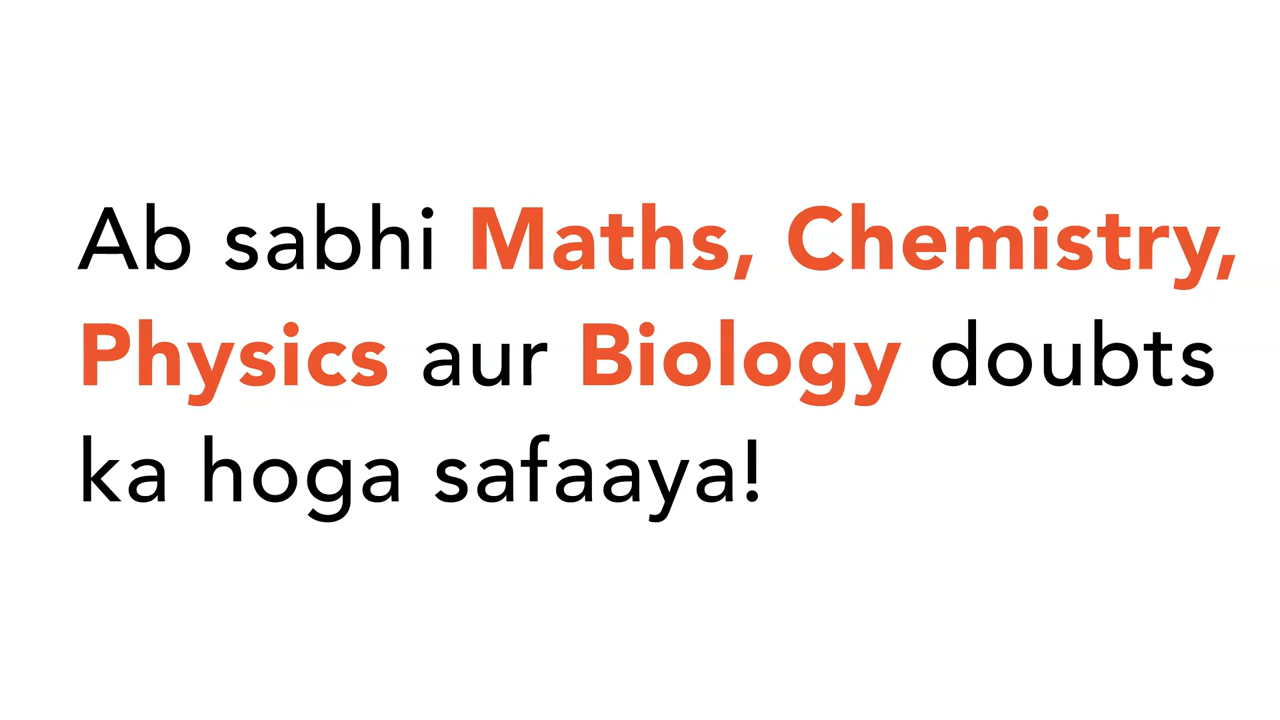 Ab sabhi Maths, Chemistry,
Physics aur Biology doubts
ka hoga safaaya!